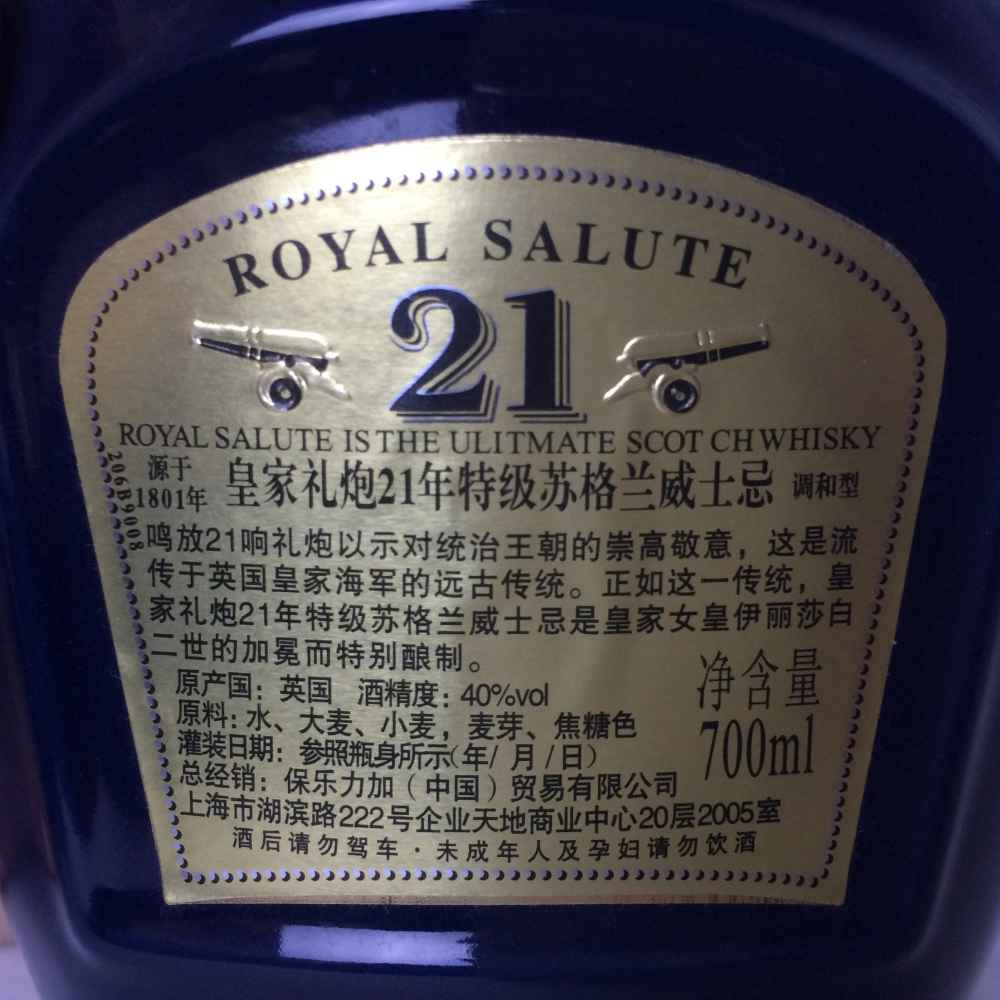 ROYAL SALUTE
21
ROYAL SALUTE IS THE ULITMATE SCOT CH WHISKY
源于
1801年
皇家礼炮21年特级苏格兰威士忌 调和型
206B9008
鸣放21响礼炮以示对统治王朝的崇高敬意，这是流
传于英国皇家海军的远古传统。正如这一传统，皇
家礼炮21年特级苏格兰威士忌是皇家女皇伊丽莎白
二世的加冕而特别酿制。
原产国：英国 酒精度：40%vol
原料：水、大麦、小麦，麦芽、焦糖色
灌装日期：参照瓶身所示(年/月/日)
净含量
700ml
总经销：保乐力加（中国）贸易有限公司
上海市湖滨路222号企业天地商业中心20层2005室
酒后请勿驾车·未成年人及孕妇请勿饮酒